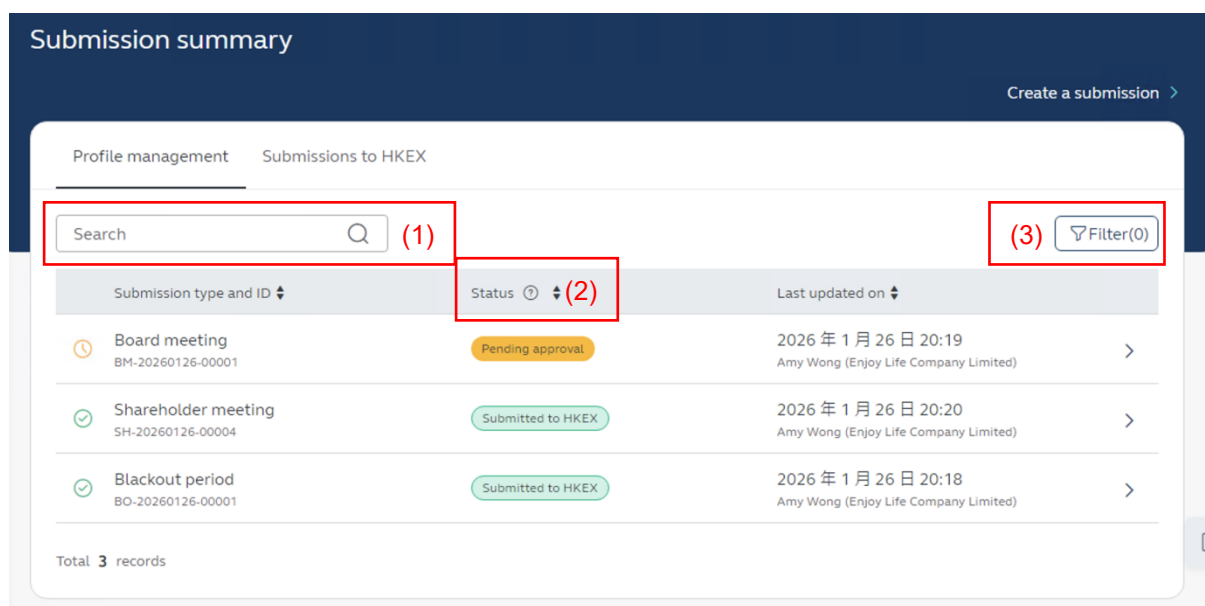 Submission summary
Create a submission >
Profile management Submissions to HKEX
Search (1) (3) Filter(0)
Submission type and ID Status (2) Last updated on
Board meeting Pending approval 2026 年 1 月 26 日 20:19
BM-20260126-00001 Amy Wong (Enjoy Life Company Limited)
Shareholder meeting Submitted to HKEX 2026 年 1 月 26 日 20:20
SH-20260126-00004 Amy Wong (Enjoy Life Company Limited)
Blackout period Submitted to HKEX 2026 年 1 月 26 日 20:18
BO-20260126-00001 Amy Wong (Enjoy Life Company Limited)
Total 3 records